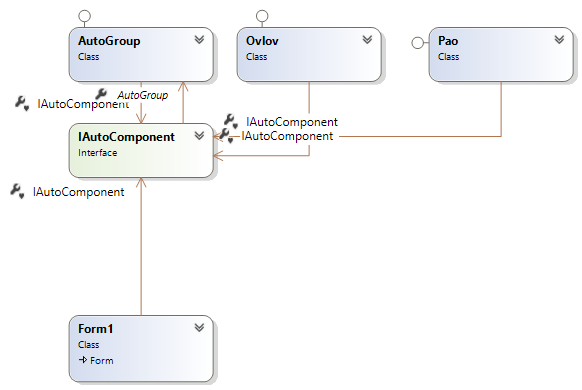 AutoGroup
Class
Ovlov
Class
Pao
Class
AutoGroup
IAutoComponent
IAutoComponent
IAutoComponent
IAutoComponent
Interface
IAutoComponent
Form1
Class
Form